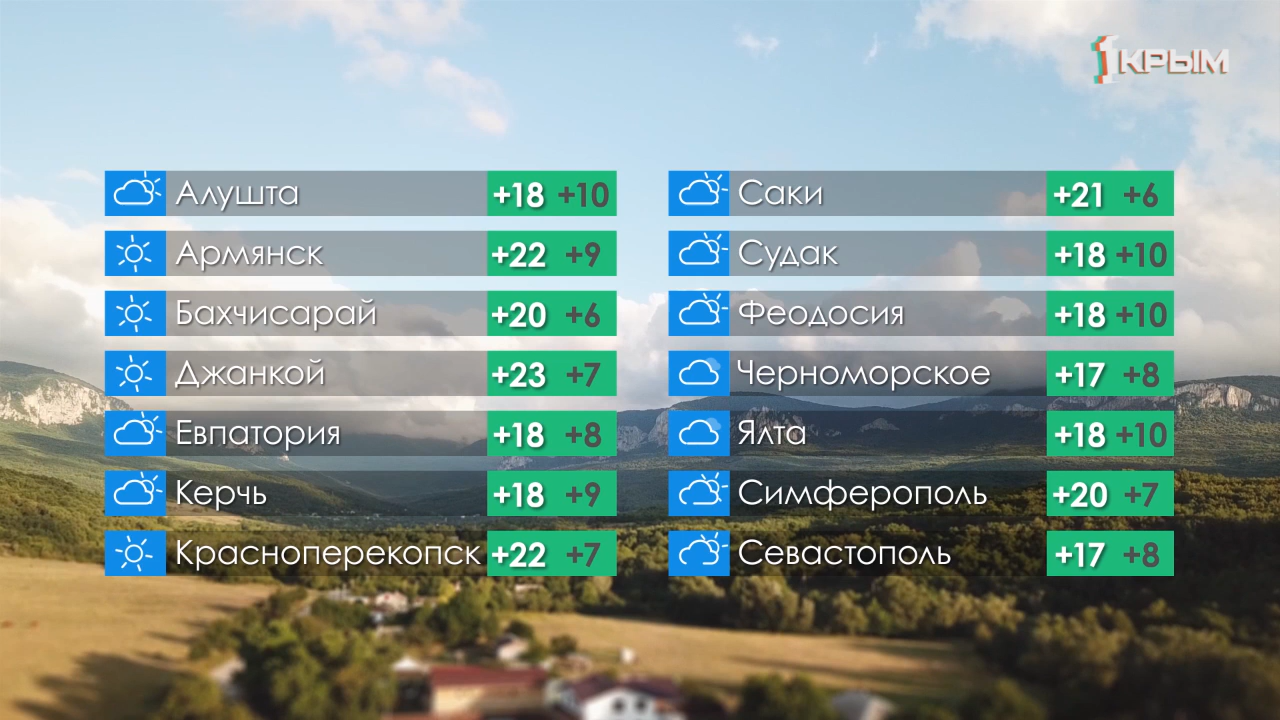 1 КРЫМ
Алушта +18 +10
Армянск +22 +9
Бахчисарай +20 +6
Джанкой +23 +7
Евпатория +18 +8
Керчь +18 +9
Красноперекопск +22 +7
Саки +21 +6
Судак +18 +10
Феодосия +18 +10
Черноморское +17 +8
Ялта +18 +10
Симферополь +20 +7
Севастополь +17 +8